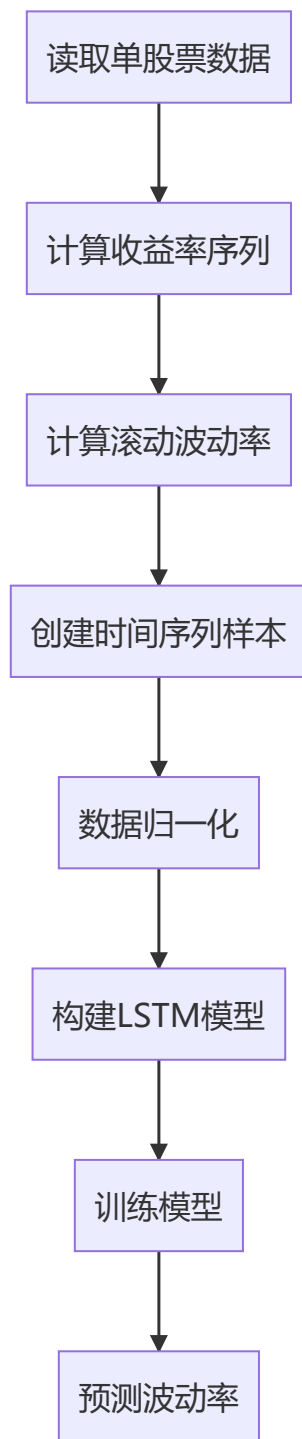 读取单股票数据
计算收益率序列
计算滚动波动率
创建时间序列样本
数据归一化
构建LSTM模型
训练模型
预测波动率